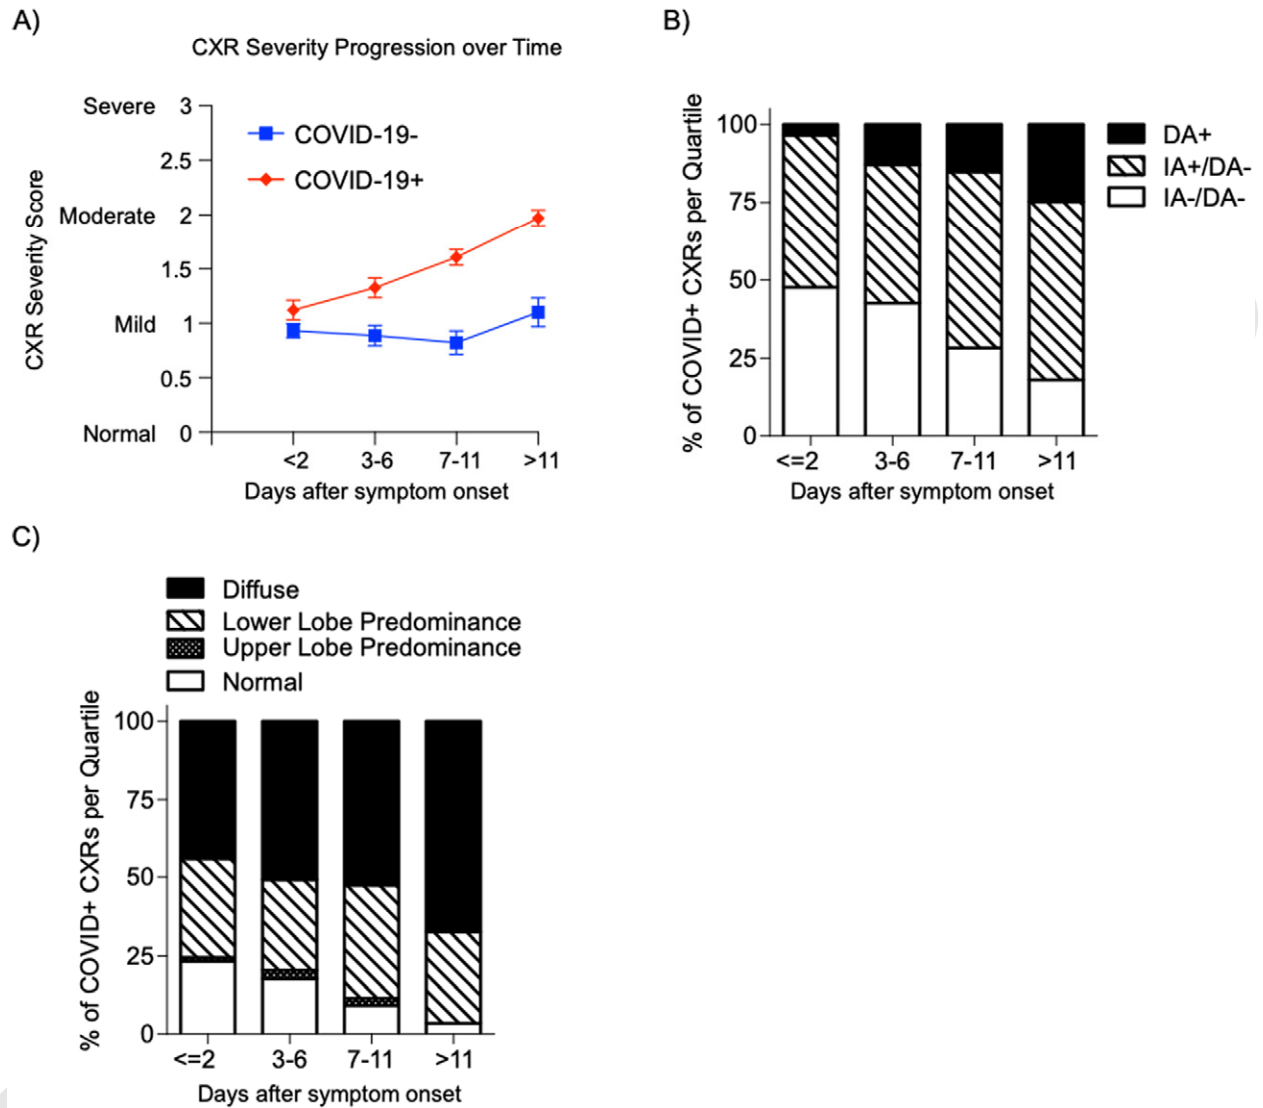 A)
CXR Severity Progression over Time
Severe 3
2.5
Moderate 2
1.5
Mild 1
0.5
Normal 0
CXR Severity Score
COVID-19-
COVID-19+
<2 3-6 7-11 >11
Days after symptom onset
B)
% of COVID+ CXRs per Quartile
100
75
50
25
0
DA+
IA+/DA-
IA-/DA-
<=2 3-6 7-11 >11
Days after symptom onset
C)
Diffuse
Lower Lobe Predominance
Upper Lobe Predominance
Normal
% of COVID+ CXRs per Quartile
100
75
50
25
0
<=2 3-6 7-11 >11
Days after symptom onset